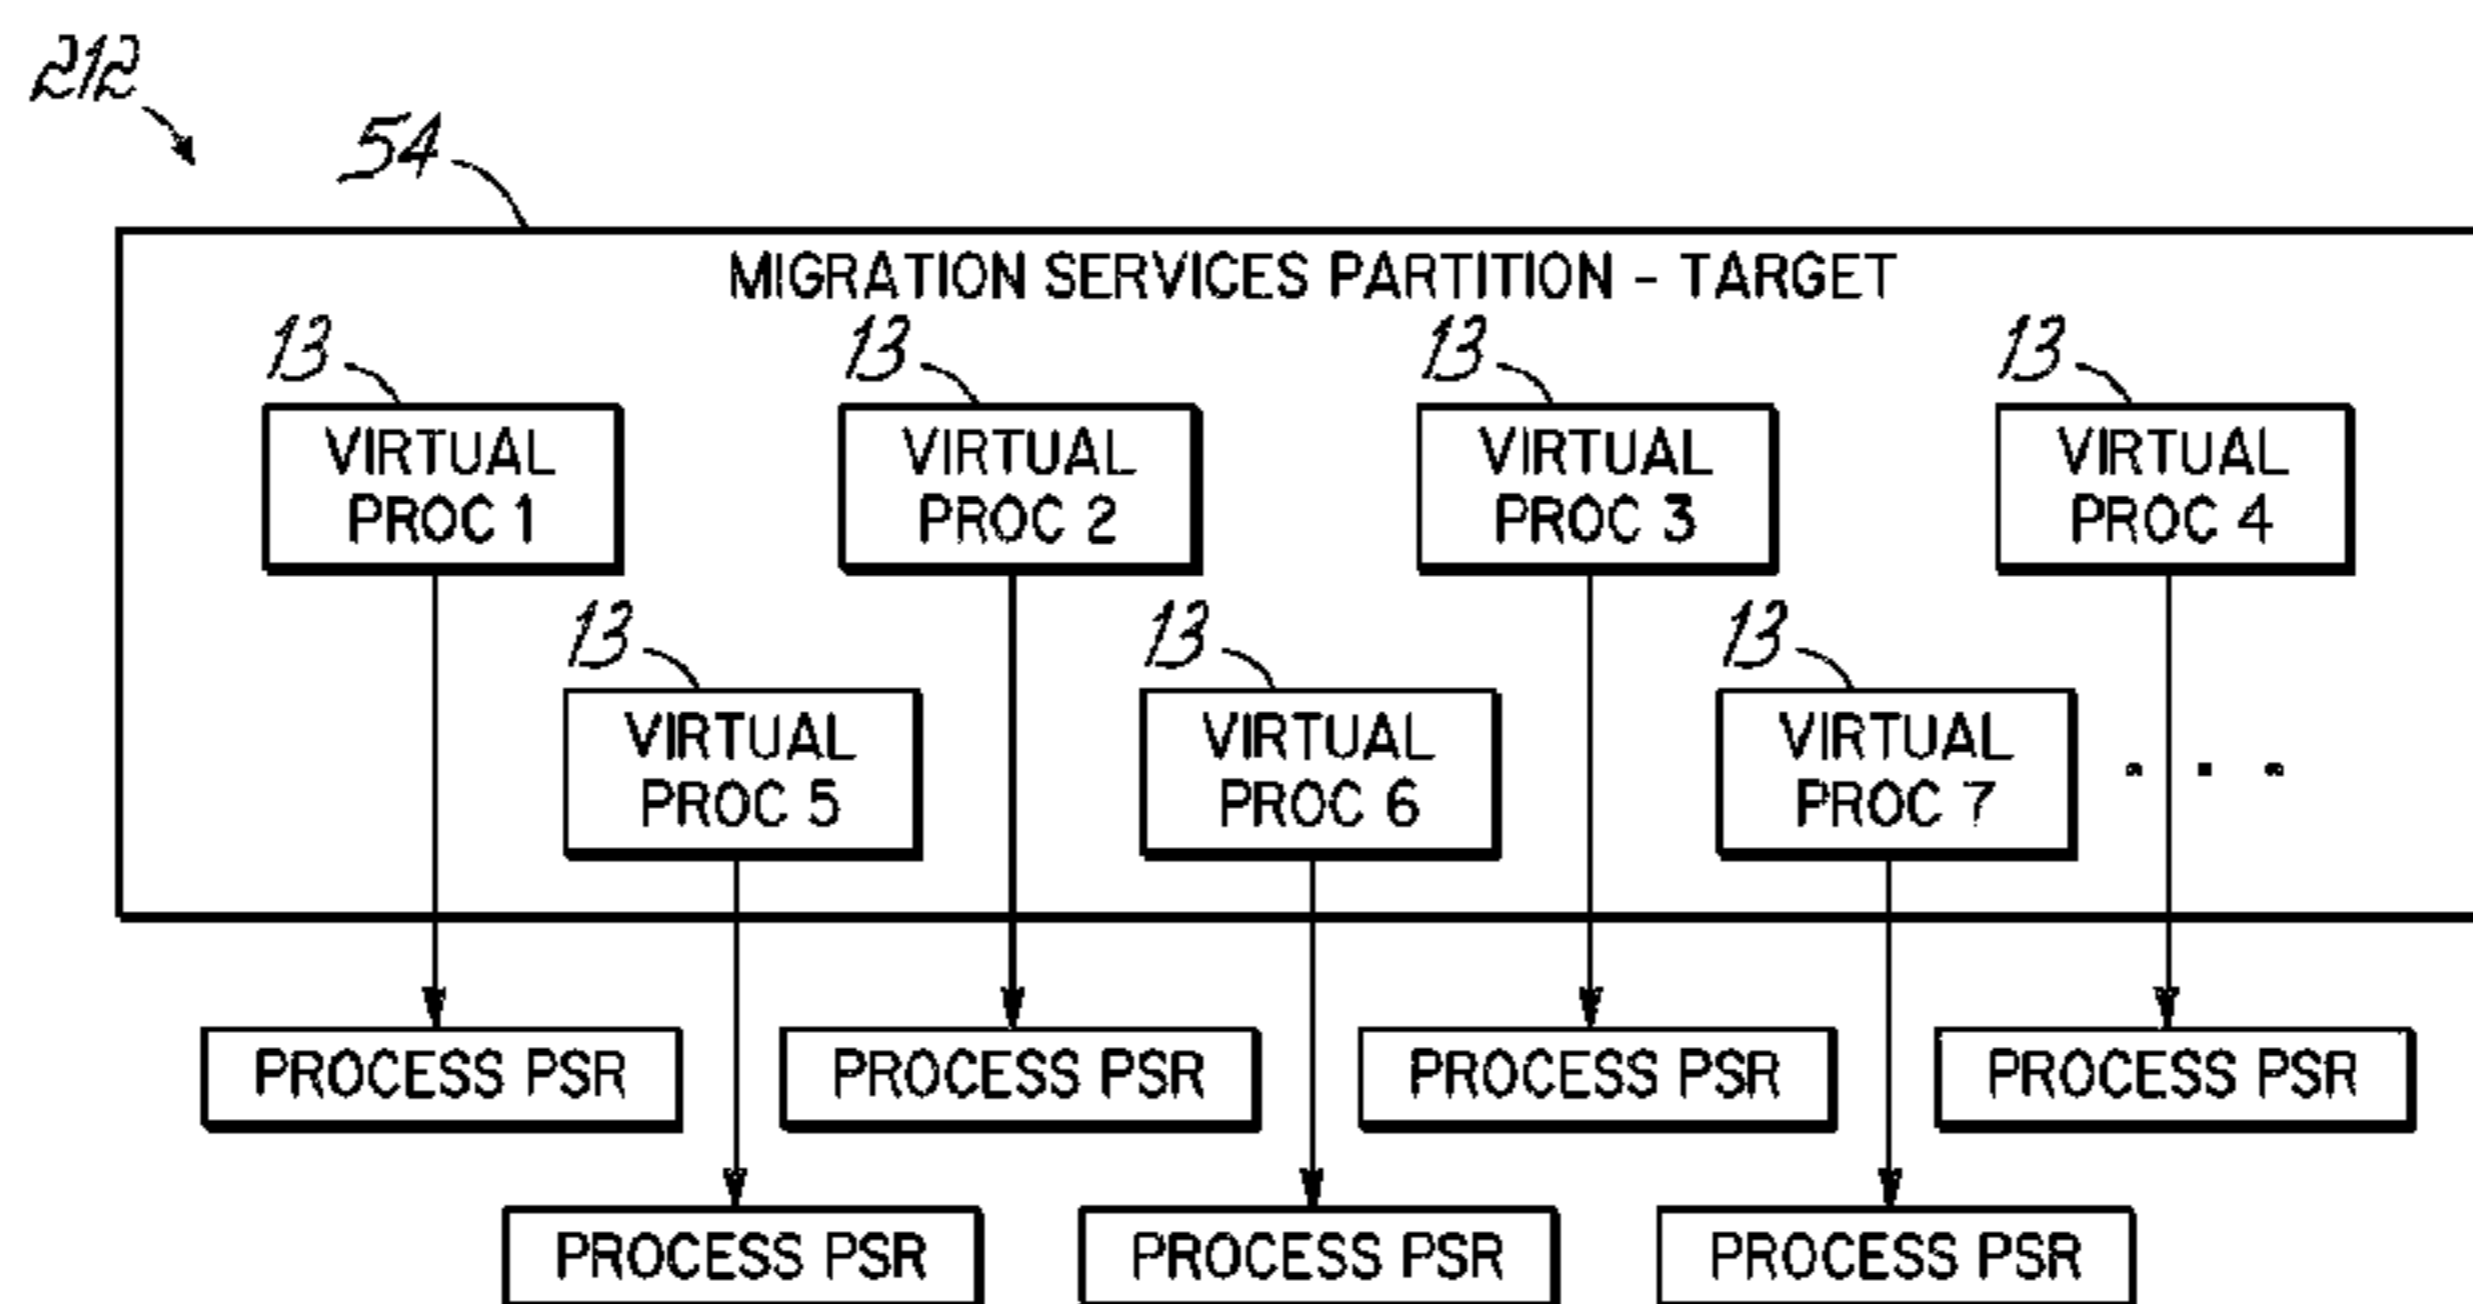 212
54
MIGRATION SERVICES PARTITION - TARGET
13
13
13
13
VIRTUAL
PROC 1
VIRTUAL
PROC 2
VIRTUAL
PROC 3
VIRTUAL
PROC 4
13
13
13
VIRTUAL
PROC 5
VIRTUAL
PROC 6
VIRTUAL
PROC 7
. . .
PROCESS PSR
PROCESS PSR
PROCESS PSR
PROCESS PSR
PROCESS PSR
PROCESS PSR
PROCESS PSR